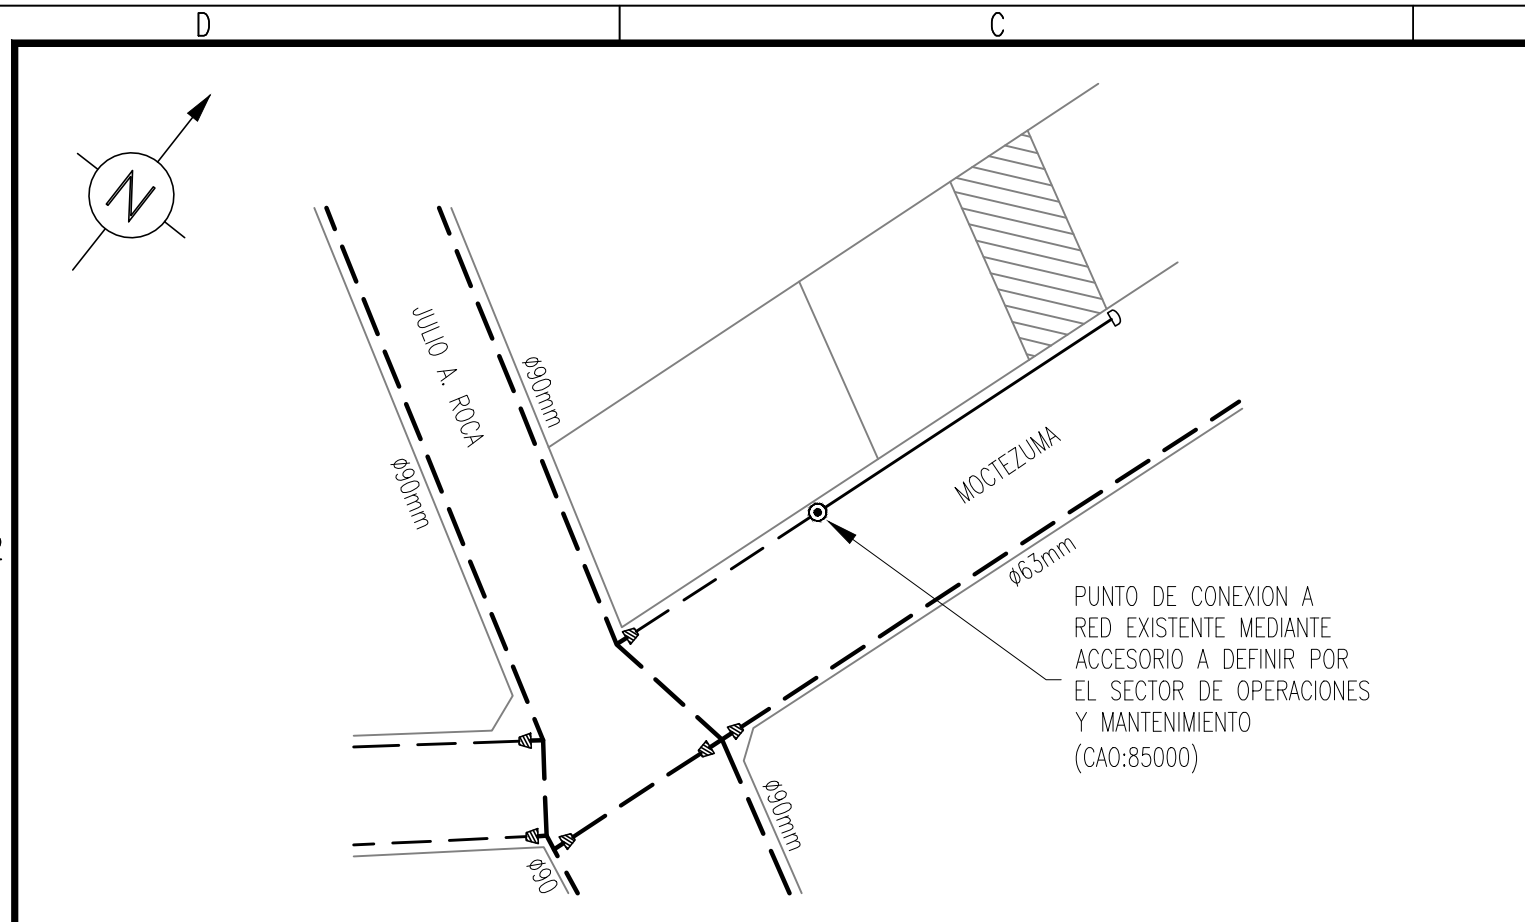 D
C
N
JULIO A. ROCA
ø90mm
ø90mm
MOCTEZUMA
ø63mm
PUNTO DE CONEXION A
RED EXISTENTE MEDIANTE
ACCESORIO A DEFINIR POR
EL SECTOR DE OPERACIONES
Y MANTENIMIENTO
(CAO:85000)
ø90mm
ø90